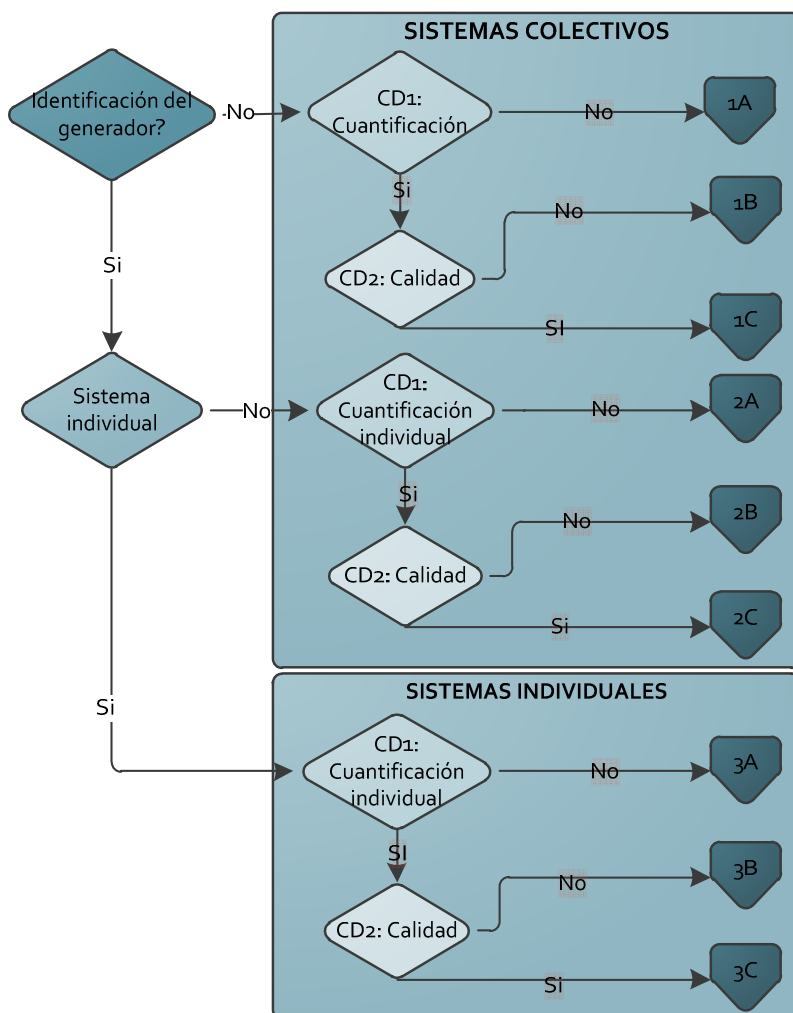 SISTEMAS COLECTIVOS
Identificación del
generador?
No
CD1:
Cuantificación
No
1A
Si
No
1B
CD2: Calidad
Si
SI
1C
Sistema
individual
No
CD1:
Cuantificación
individual
No
2A
Si
No
2B
CD2: Calidad
Si
2C
SISTEMAS INDIVIDUALES
Si
CD1:
Cuantificación
individual
No
3A
SI
No
3B
CD2: Calidad
Si
3C